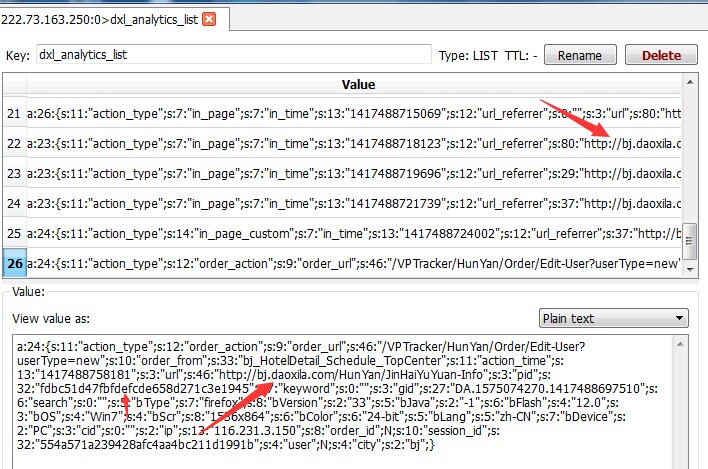 222.73.163.250:0>dxl_analytics_list
Key: dxl_analytics_list Type: LIST TTL: - Rename Delete
Value
21 a:26:{s:11:"action_type";s:7:"in_page";s:7:"in_time";s:13:"1417488715069";s:12:"url_referrer";s:0:"";s:3:"url";s:80:"htt
22 a:23:{s:11:"action_type";s:7:"in_page";s:7:"in_time";s:13:"1417488718123";s:12:"url_referrer";s:80:"http://bj.daoxila.c
23 a:23:{s:11:"action_type";s:7:"in_page";s:7:"in_time";s:13:"1417488719696";s:12:"url_referrer";s:29:"http://bj.daoxila.c
24 a:23:{s:11:"action_type";s:7:"in_page";s:7:"in_time";s:13:"1417488721739";s:12:"url_referrer";s:37:"http://bj.daoxila.c
25 a:24:{s:11:"action_type";s:14:"in_page_custom";s:7:"in_time";s:13:"1417488724002";s:12:"url_referrer";s:37:"http://b
26 a:24:{s:11:"action_type";s:12:"order_action";s:9:"order_url";s:46:"/VPTracker/HunYan/Order/Edit-User?userType=new"
Value:
View value as: Plain text
a:24:{s:11:"action_type";s:12:"order_action";s:9:"order_url";s:46:"/VPTracker/HunYan/Order/Edit-User?
userType=new";s:10:"order_from";s:33:"bj_HotelDetail_Schedule_TopCenter";s:11:"action_time";s:
13:"1417488758181";s:3:"url";s:46:"http://bj.daoxila.com/HunYan/JinHaiYuYuan-Info";s:3:"pid";s:
32:"fdbc51d47fbfdefcde658d271c3e1945" :"keyword";s:0:"";s:3:"gid";s:27:"DA.1575074270.1417488697510";s:
6:"search";s:0:"";s: bType";s:7:"firefox";s:8:"bVersion";s:2:"33";s:5:"bJava";s:2:"-1";s:6:"bFlash";s:4:"12.0";s:
3:"bOS";s:4:"Win7";s:4:"bScr";s:8:"15 6x864";s:6:"bColor";s:6:"24-bit";s:5:"bLang";s:5:"zh-CN";s:7:"bDevice";s:
2:"PC";s:3:"cid";s:0:"";s:2:"ip";s:13:"116.231.3.150";s:8:"order_id";N;s:10:"session_id";s:
32:"554a571a239428afc4aa4bc211d1991b";s:4:"user";N;s:4:"city";s:2:"bj";}